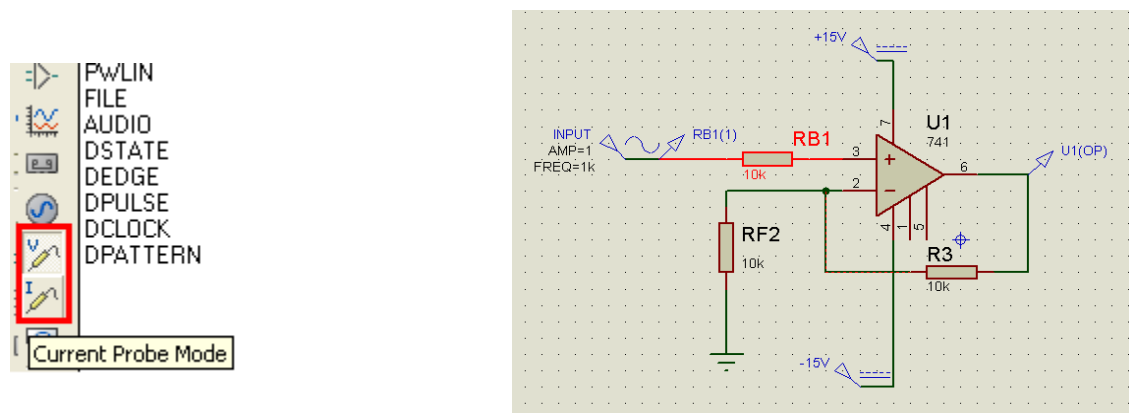 PWLIN
FILE
AUDIO
DSTATE
DEDGE
DPULSE
DCLOCK
DPATTERN
V
I
Current Probe Mode
+15V
INPUT
AMP=1
FREQ=1k
RB1(1)
RB1
10k
U1
741
U1(OP)
7
3
2
6
4
1
5
RF2
10k
R3
10k
-15V